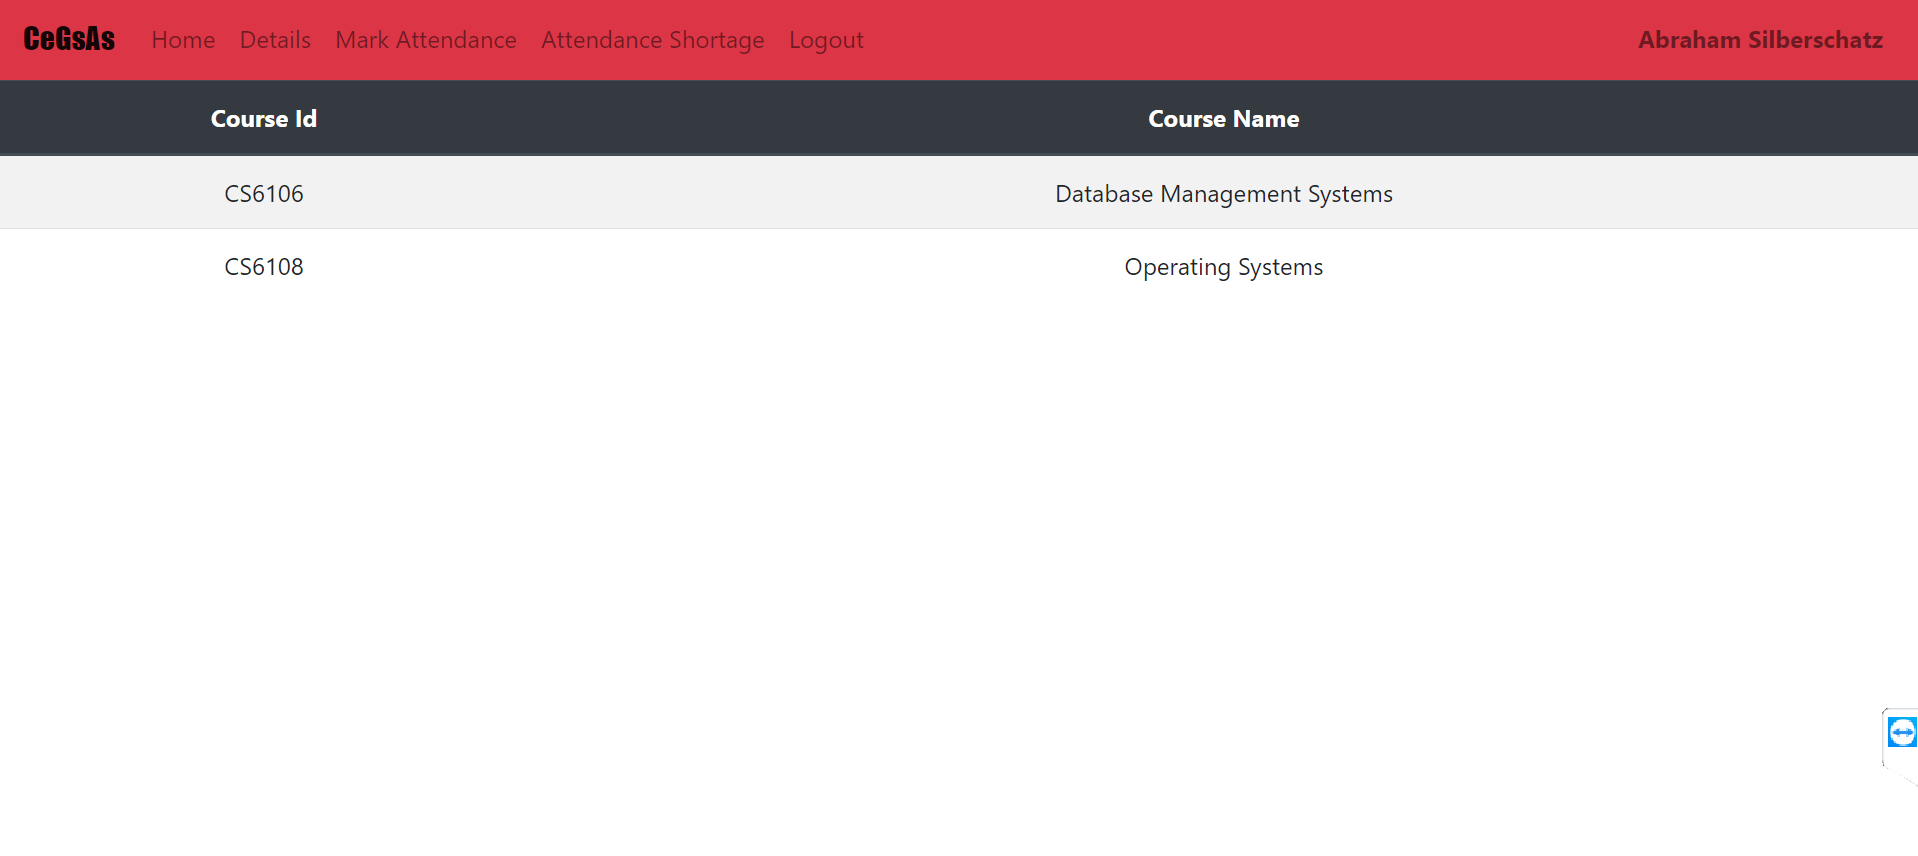 CeGsAs Home Details Mark Attendance Attendance Shortage Logout Abraham Silberschatz
Course Id Course Name
CS6106 Database Management Systems
CS6108 Operating Systems